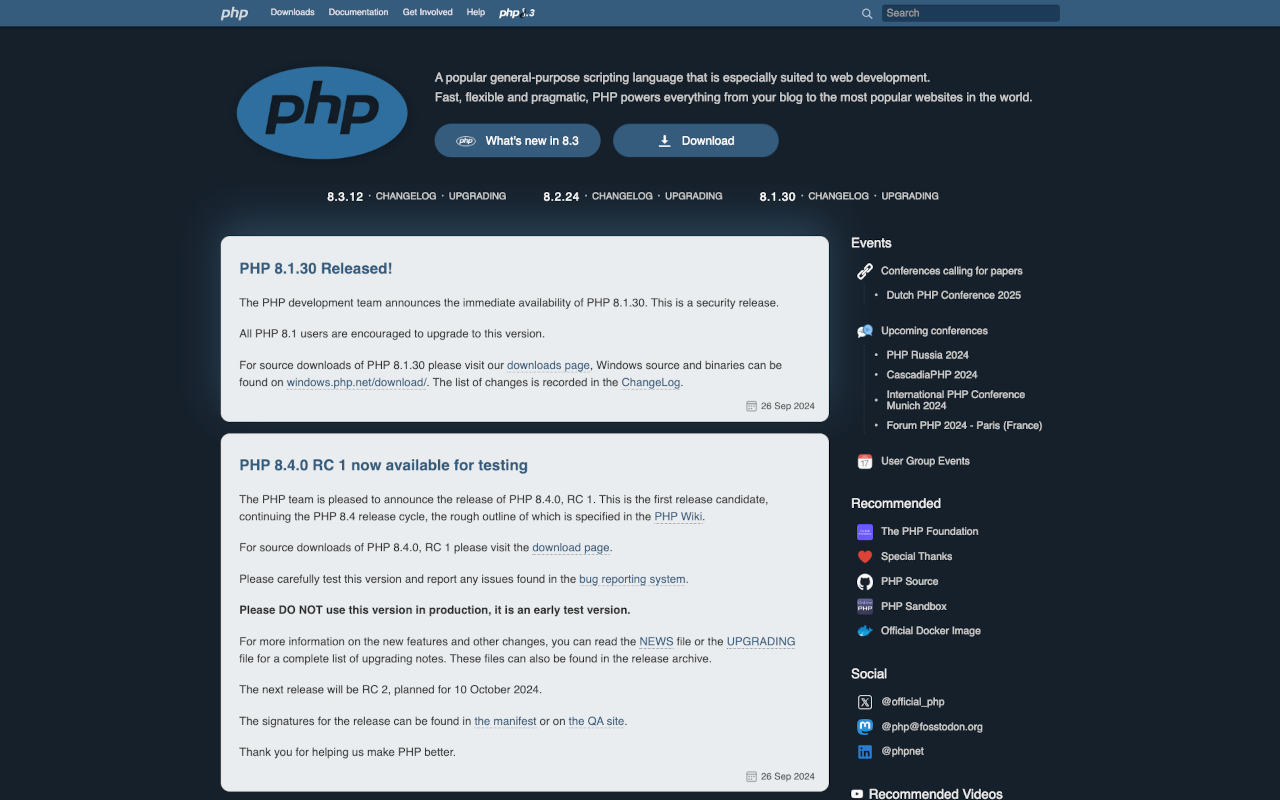 php Downloads Documentation Get Involved Help php 8.3 Search
php
A popular general-purpose scripting language that is especially suited to web development.
Fast, flexible and pragmatic, PHP powers everything from your blog to the most popular websites in the world.
php What's new in 8.3 Download
8.3.12 · CHANGELOG · UPGRADING 8.2.24 · CHANGELOG · UPGRADING 8.1.30 · CHANGELOG · UPGRADING
PHP 8.1.30 Released!
The PHP development team announces the immediate availability of PHP 8.1.30. This is a security release.
All PHP 8.1 users are encouraged to upgrade to this version.
For source downloads of PHP 8.1.30 please visit our downloads page, Windows source and binaries can be
found on windows.php.net/download/. The list of changes is recorded in the ChangeLog.
26 Sep 2024
PHP 8.4.0 RC 1 now available for testing
The PHP team is pleased to announce the release of PHP 8.4.0, RC 1. This is the first release candidate,
continuing the PHP 8.4 release cycle, the rough outline of which is specified in the PHP Wiki.
For source downloads of PHP 8.4.0, RC 1 please visit the download page.
Please carefully test this version and report any issues found in the bug reporting system.
Please DO NOT use this version in production, it is an early test version.
For more information on the new features and other changes, you can read the NEWS file or the UPGRADING
file for a complete list of upgrading notes. These files can also be found in the release archive.
The next release will be RC 2, planned for 10 October 2024.
The signatures for the release can be found in the manifest or on the QA site.
Thank you for helping us make PHP better.
26 Sep 2024
Events
Conferences calling for papers
• Dutch PHP Conference 2025
Upcoming conferences
• PHP Russia 2024
• CascadiaPHP 2024
• International PHP Conference
Munich 2024
• Forum PHP 2024 - Paris (France)
17 User Group Events
Recommended
The PHP Foundation
Special Thanks
PHP Source
PHP PHP Sandbox
Official Docker Image
Social
@official_php
@php@fosstodon.org
@phpnet
Recommended Videos